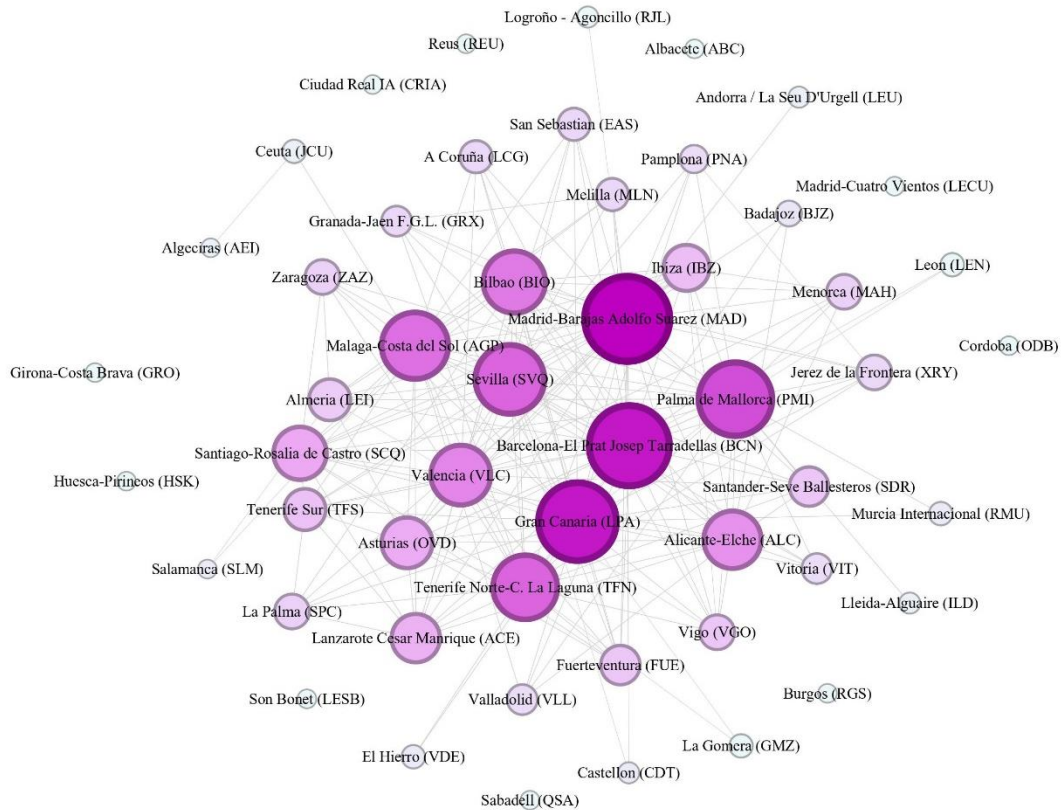 Logroño - Agoncillo (RJL)
Reus (REU)
Albacete (ABC)
Ciudad Real IA (CRIA)
Andorra / La Seu D'Urgell (LEU)
San Sebastian (EAS)
Ceuta (JCU)
A Coruña (LCG)
Pamplona (PNA)
Madrid-Cuatro Vientos (LECU)
Melilla (MLN)
Badajoz (BJZ)
Granada-Jaen F.G.L. (GRX)
Algeciras (AEI)
Zaragoza (ZAZ)
Bilbao (BIO)
Ibiza (IBZ)
Leon (LEN)
Menorca (MAH)
Madrid-Barajas Adolfo Suarez (MAD)
Malaga-Costa del Sol (AGP)
Cordoba (ODB)
Girona-Costa Brava (GRO)
Sevilla (SVQ)
Jerez de la Frontera (XRY)
Almeria (LEI)
Palma de Mallorca (PMI)
Barcelona-El Prat Josep Tarradellas (BCN)
Santiago-Rosalia de Castro (SCQ)
Valencia (VLC)
Huesca-Pirineos (HSK)
Santander-Seve Ballesteros (SDR)
Tenerife Sur (TFS)
Murcia Internacional (RMU)
Gran Canaria (LPA)
Alicante-Elche (ALC)
Asturias (OVD)
Salamanca (SLM)
Vitoria (VIT)
Tenerife Norte-C. La Laguna (TFN)
Lleida-Alguaire (ILD)
La Palma (SPC)
Lanzarote Cesar Manrique (ACE)
Vigo (VGO)
Fuerteventura (FUE)
Son Bonet (LESB)
Valladolid (VLL)
Burgos (RGS)
La Gomera (GMZ)
El Hierro (VDE)
Castellon (CDT)
Sabadell (QSA)